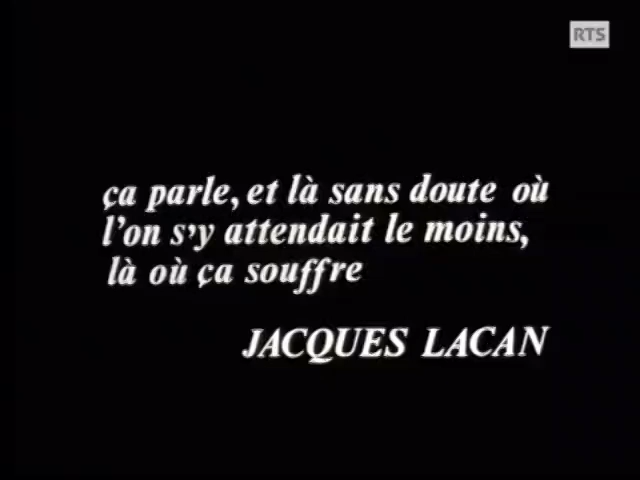 RTS
ça parle, et là sans doute où
l'on s'y attendait le moins,
là où ça souffre
JACQUES LACAN